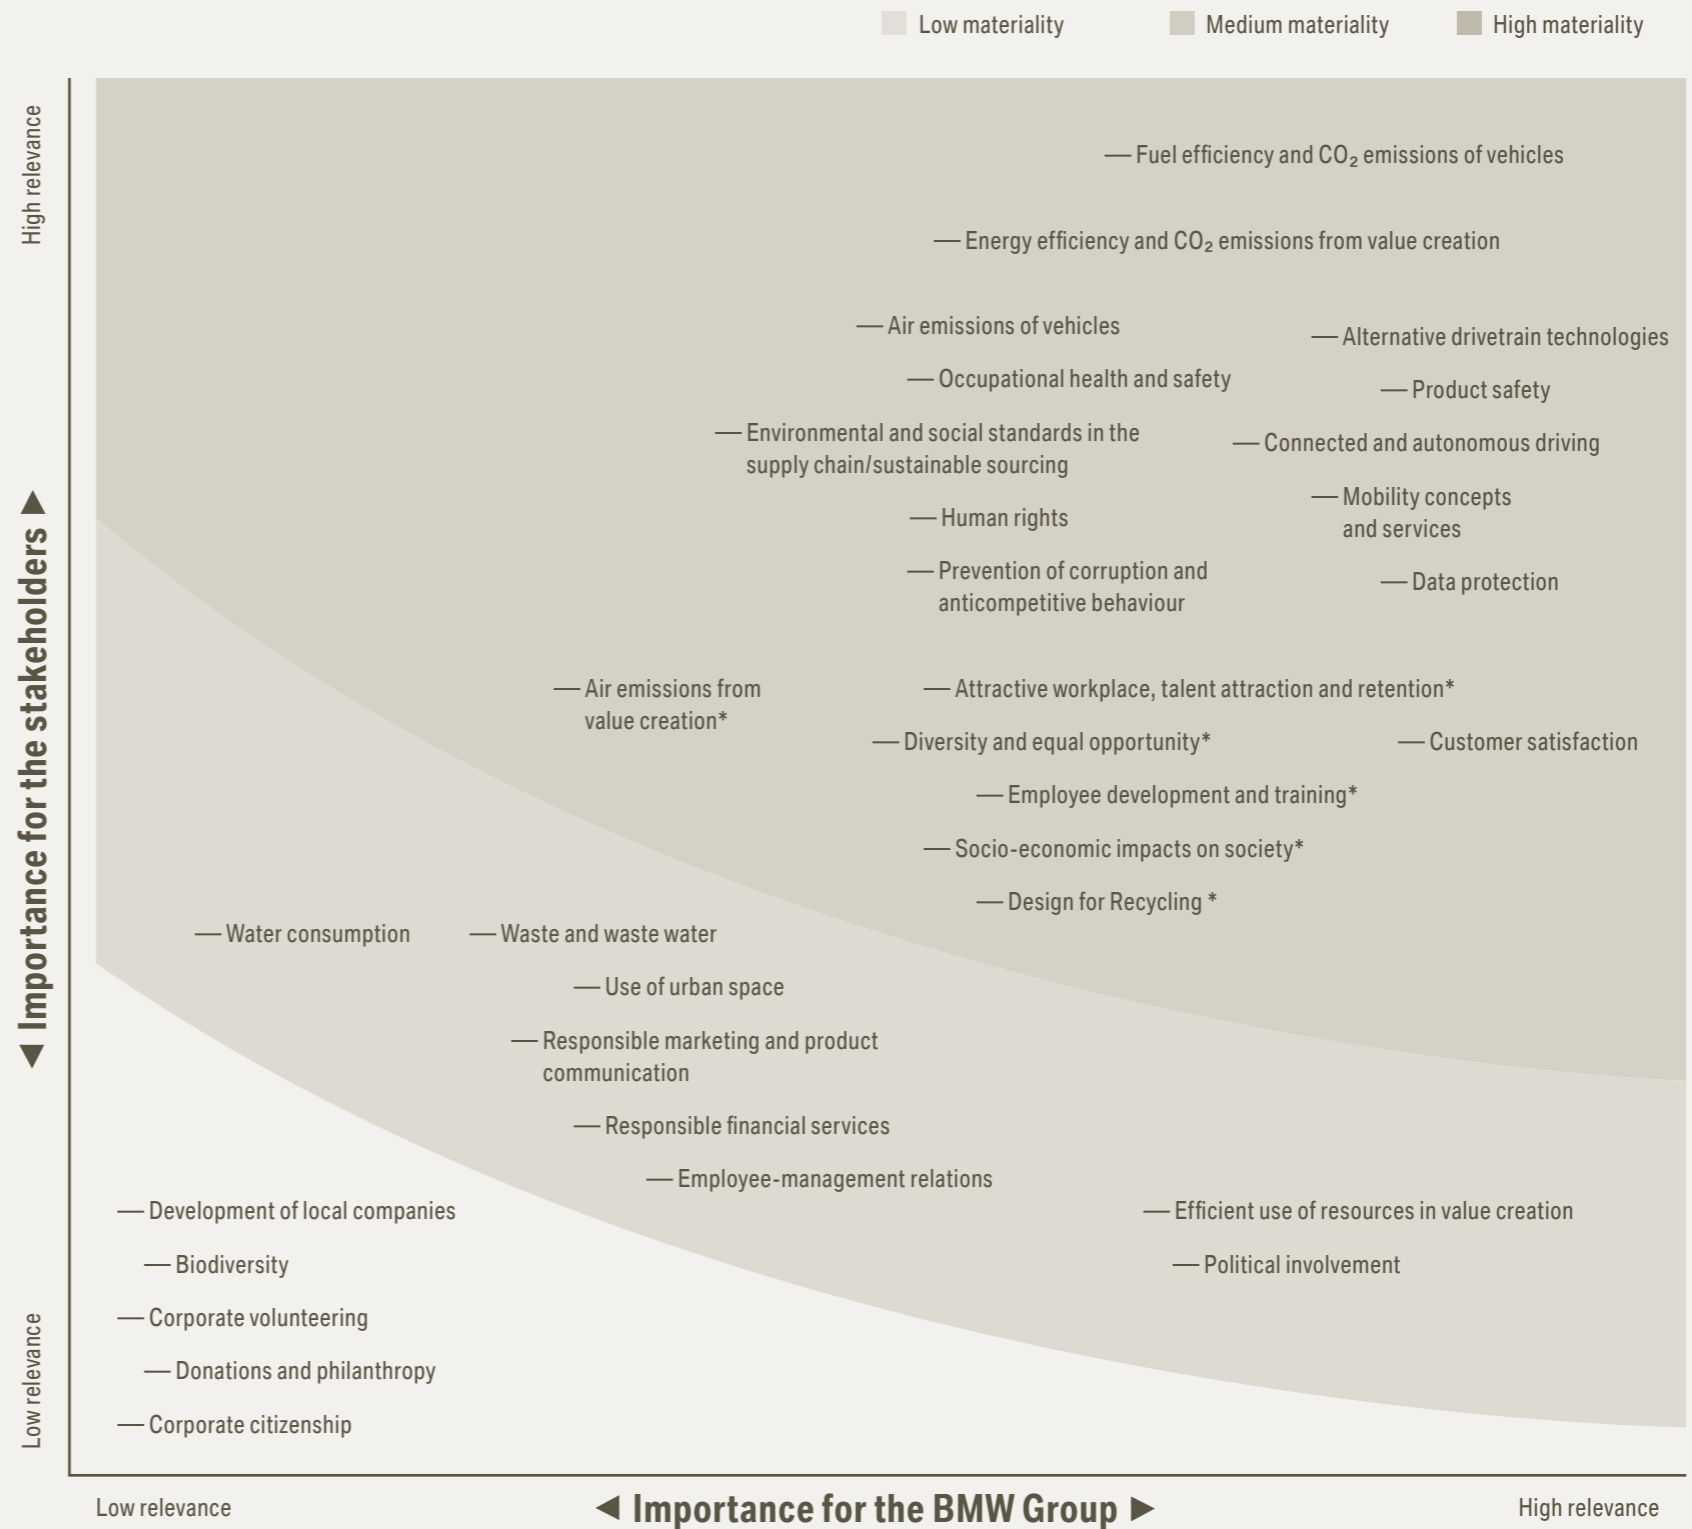 Low materiality
Medium materiality
High materiality
High relevance
◀ Importance for the stakeholders ▶
Low relevance
— Fuel efficiency and CO₂ emissions of vehicles
— Energy efficiency and CO₂ emissions from value creation
— Air emissions of vehicles
— Alternative drivetrain technologies
— Occupational health and safety
— Product safety
— Environmental and social standards in the
supply chain/sustainable sourcing
— Connected and autonomous driving
— Mobility concepts
and services
— Human rights
— Prevention of corruption and
anticompetitive behaviour
— Data protection
— Air emissions from
value creation*
— Attractive workplace, talent attraction and retention*
— Diversity and equal opportunity*
— Customer satisfaction
— Employee development and training*
— Socio-economic impacts on society*
— Design for Recycling *
— Water consumption
— Waste and waste water
— Use of urban space
— Responsible marketing and product
communication
— Responsible financial services
— Employee-management relations
— Development of local companies
— Efficient use of resources in value creation
— Biodiversity
— Political involvement
— Corporate volunteering
— Donations and philanthropy
— Corporate citizenship
Low relevance
◀ Importance for the BMW Group ▶
High relevance